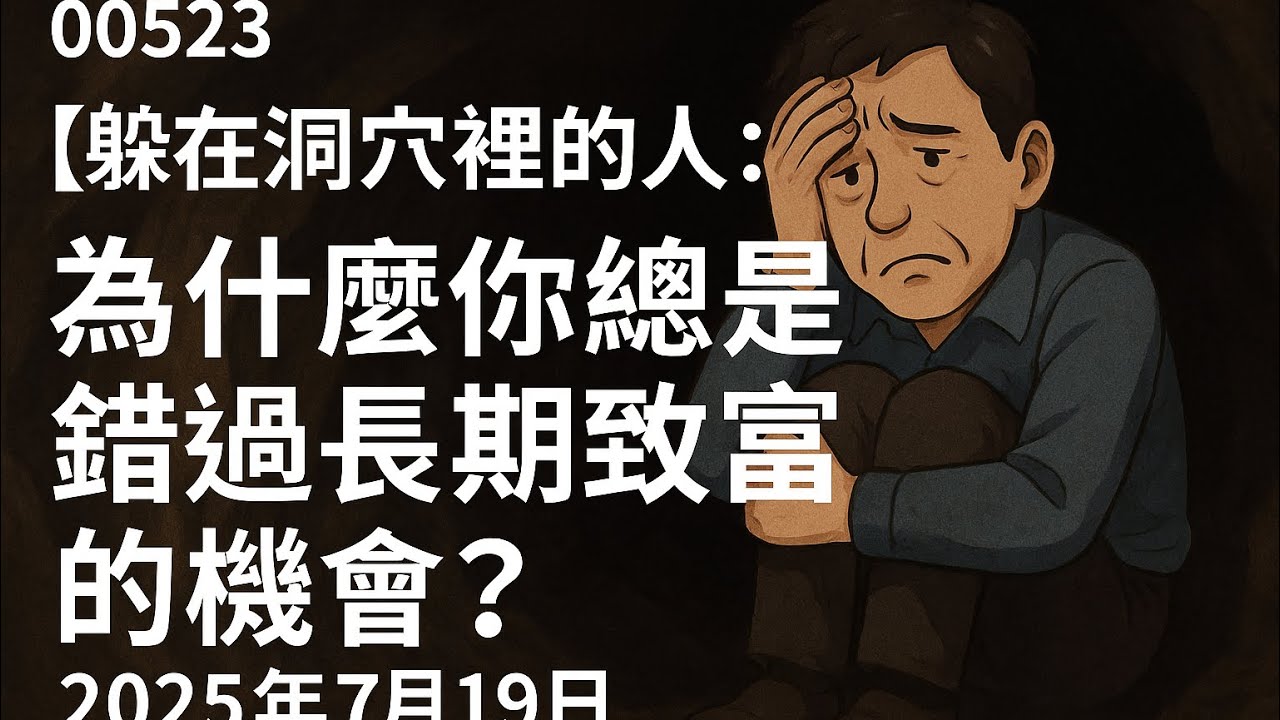 00523
【躲在洞穴裡的人：
為什麼你總是
錯過長期致富
的機會？
2025年7月19日